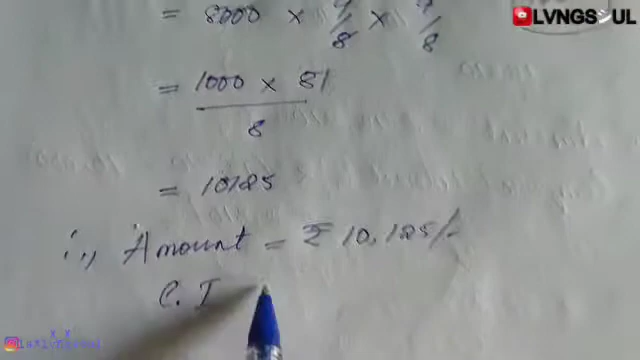 LVNGSOUL
= 8000 × 9/8 × 9/8
= 1000 × 81
8
= 10125
∴, Amount = ₹ 10,125/-
C.I